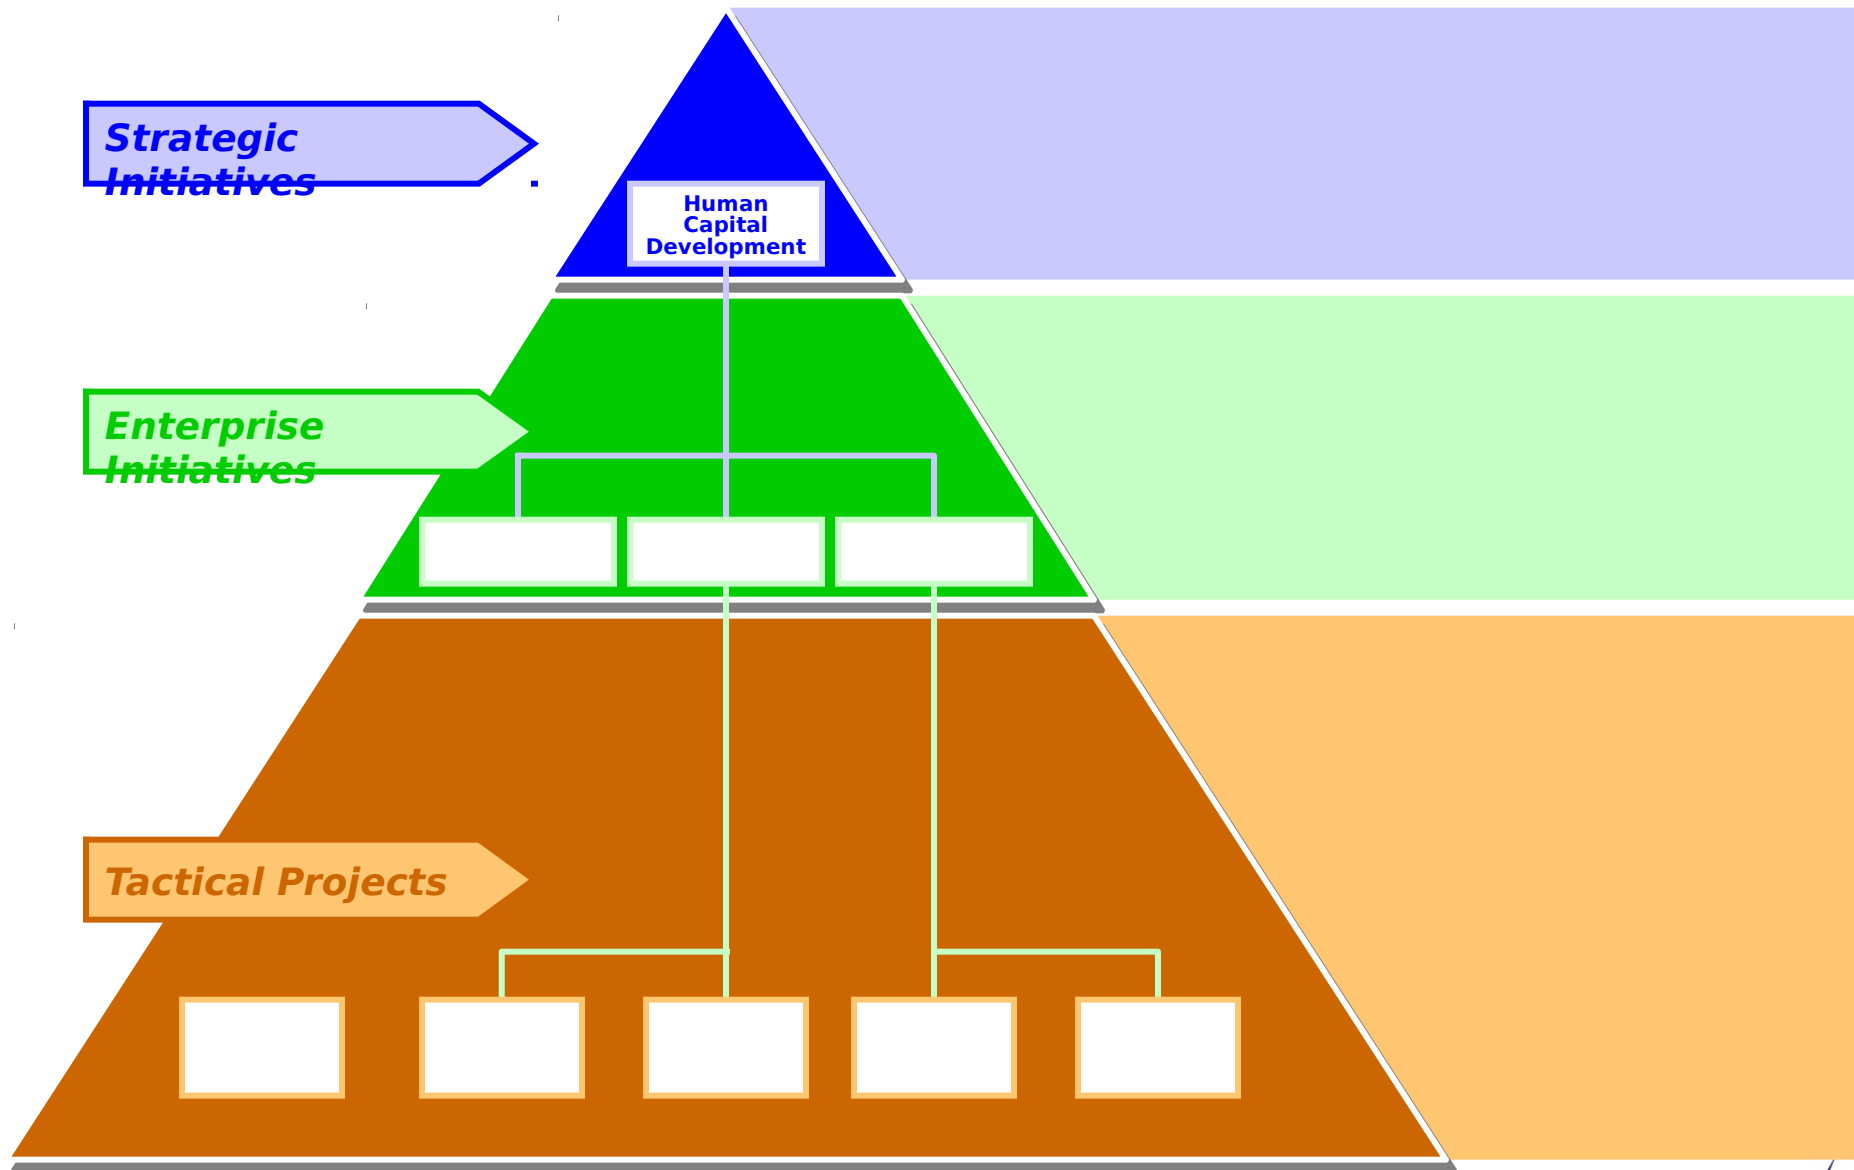 Strategic
Initiatives
Human
Capital
Development
Enterprise
Initiatives
Tactical Projects